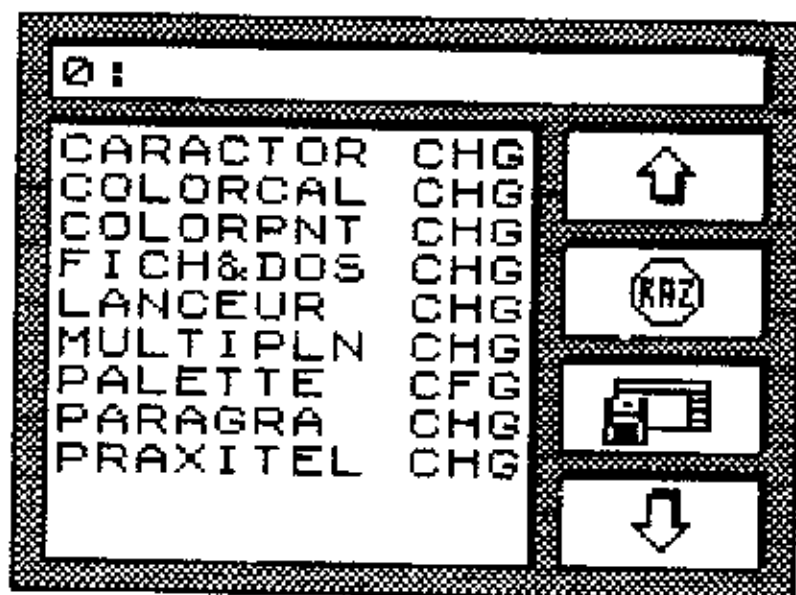 0:
CARACTOR CHG
COLORCAL CHG
COLORPNT CHG
FICH&DOS CHG
LANCEUR CHG
MULTIPLN CHG
PALETTE CFG
PARAGRA CHG
PRAXITEL CHG
RAZ